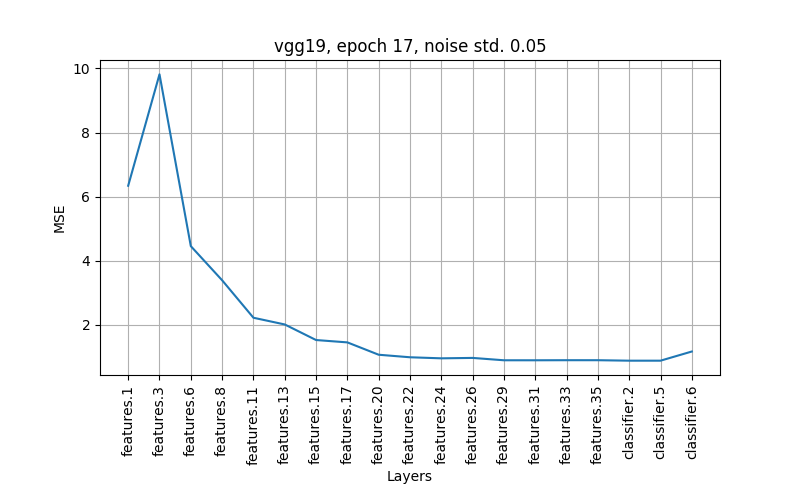 vgg19, epoch 17, noise std. 0.05
10
8
6
4
2
MSE
features.1
features.3
features.6
features.8
features.11
features.13
features.15
features.17
features.20
features.22
features.24
features.26
features.29
features.31
features.33
features.35
classifier.2
classifier.5
classifier.6
Layers